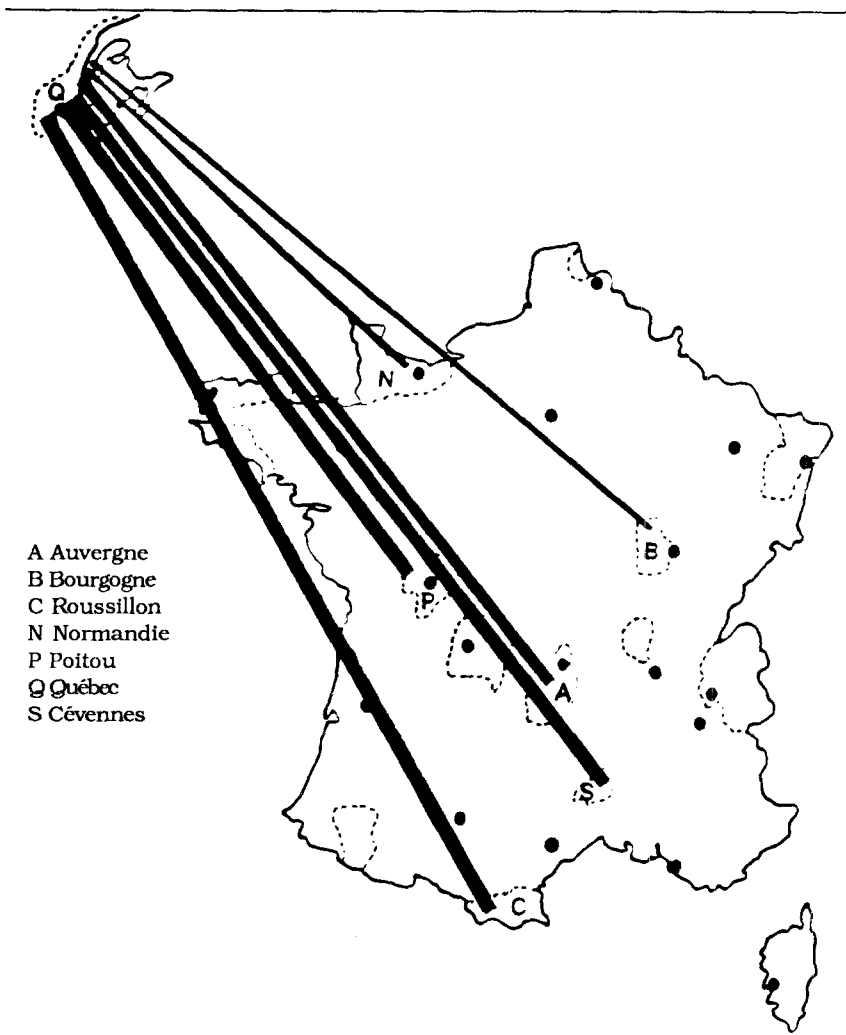 Q
N
B
A Auvergne
B Bourgogne
C Roussillon
N Normandie
P Poitou
Q Québec
S Cévennes
P
A
S
C